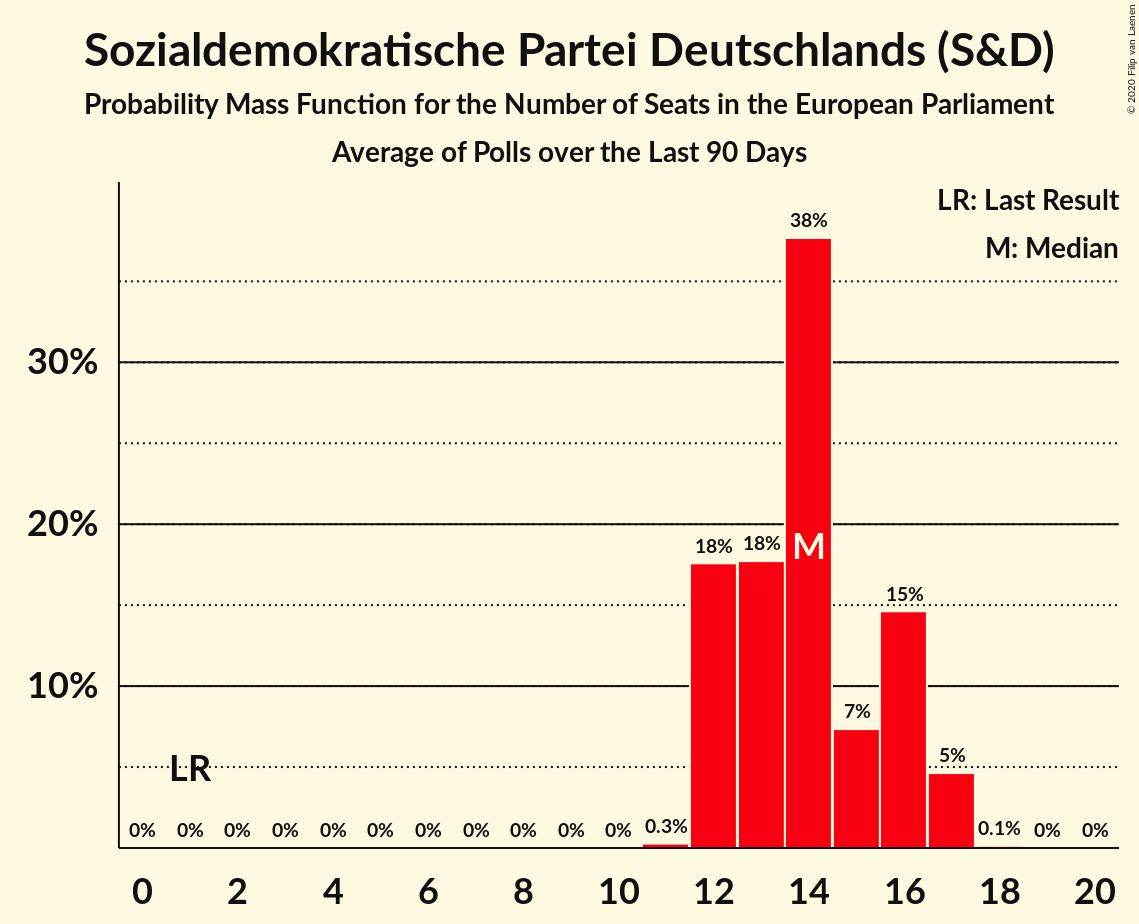 Sozialdemokratische Partei Deutschlands (S&D)
Probability Mass Function for the Number of Seats in the European Parliament
Average of Polls over the Last 90 Days
© 2020 Filip van Laenen
LR: Last Result
M: Median
38%
30%
20%
18% 18% M
15%
10%
7%
5%
LR
0% 0% 0% 0% 0% 0% 0% 0% 0% 0% 0% 0.3% 0.1% 0% 0%
0 2 4 6 8 10 12 14 16 18 20